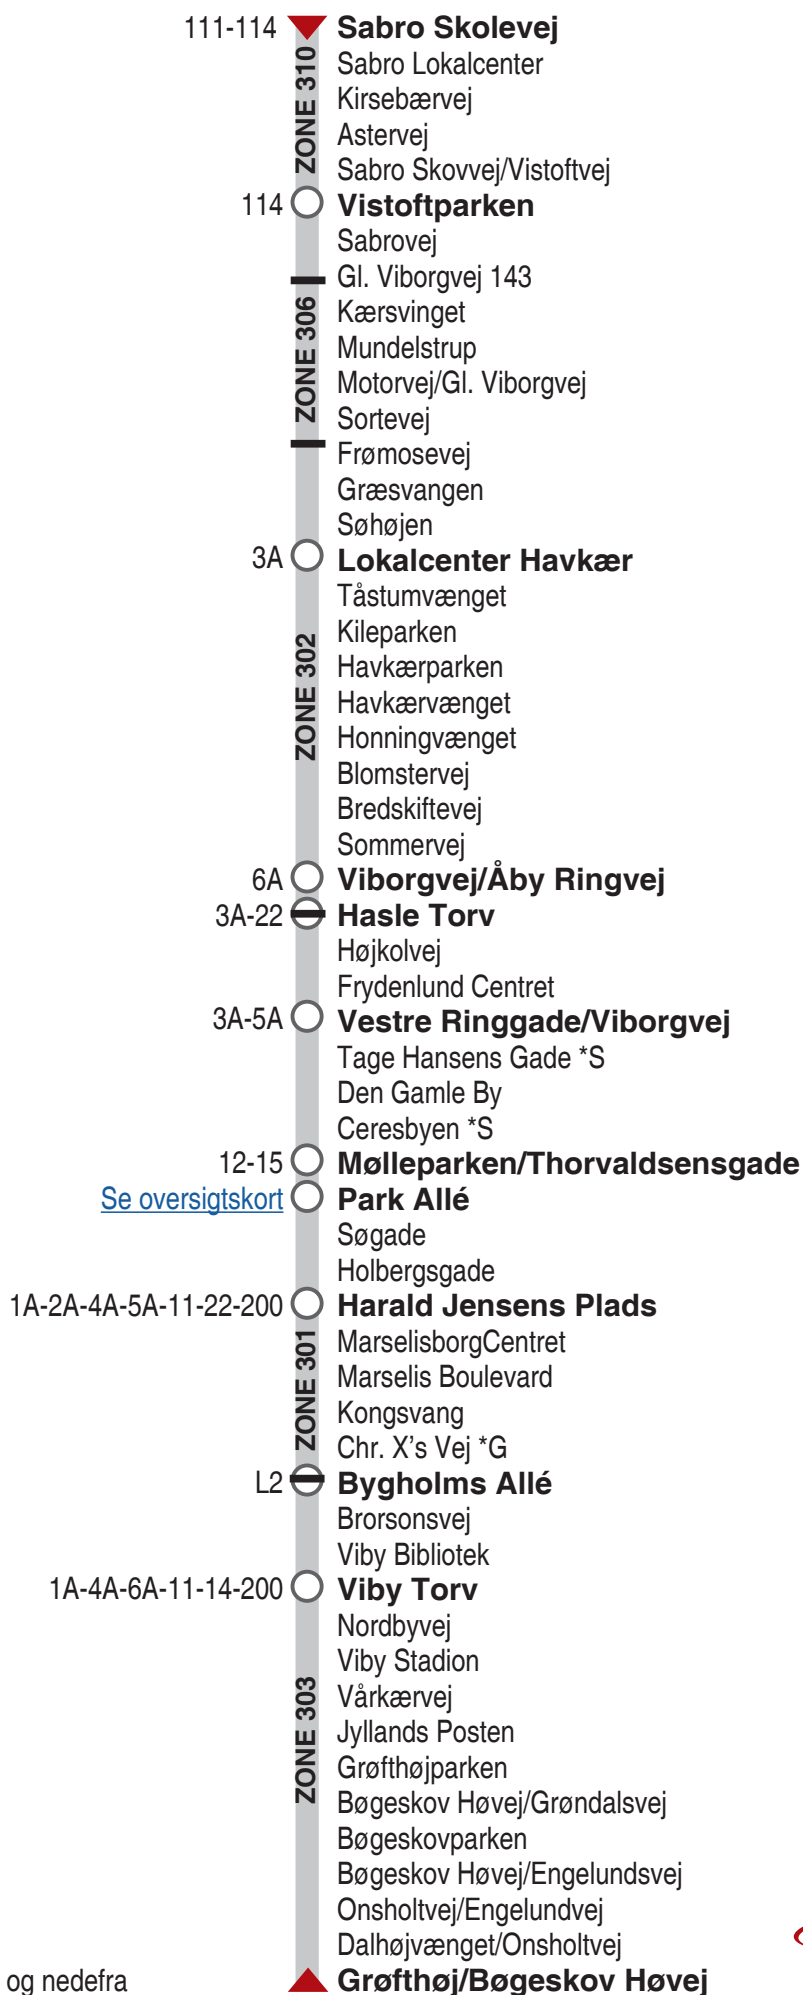 111-114 Sabro Skolevej
ZONE 310
Sabro Lokalcenter
Kirsebærvej
Astervej
Sabro Skovvej/Vistoftvej
114 Vistoftparken
Sabrovej
Gl. Viborgvej 143
ZONE 306
Kærsvinget
Mundelstrup
Motorvej/Gl. Viborgvej
Sortevej
Frømosevej
Græsvangen
Søhøjen
3A Lokalcenter Havkær
Tåstumvænget
ZONE 302
Kileparken
Havkærparken
Havkærvænget
Honningvænget
Blomstervej
Bredskiftevej
Sommervej
6A Viborgvej/Åby Ringvej
3A-22 Hasle Torv
Højkolvej
Frydenlund Centret
3A-5A Vestre Ringgade/Viborgvej
Tage Hansens Gade *S
Den Gamle By
Ceresbyen *S
12-15 Mølleparken/Thorvaldsensgade
Se oversigtskort Park Allé
Søgade
Holbergsgade
1A-2A-4A-5A-11-22-200 Harald Jensens Plads
ZONE 301
MarselisborgCentret
Marselis Boulevard
Kongsvang
Chr. X's Vej *G
L2 Bygholms Allé
Brorsonsvej
Viby Bibliotek
1A-4A-6A-11-14-200 Viby Torv
Nordbyvej
Viby Stadion
ZONE 303
Vårkærvej
Jyllands Posten
Grøfthøjparken
Bøgeskov Høvej/Grøndalsvej
Bøgeskovparken
Bøgeskov Høvej/Engelundsvej
Onsholtvej/Engelundvej
Dalhøjvænget/Onsholtvej
og nedefra Grøfthøj/Bøgeskov Høvej